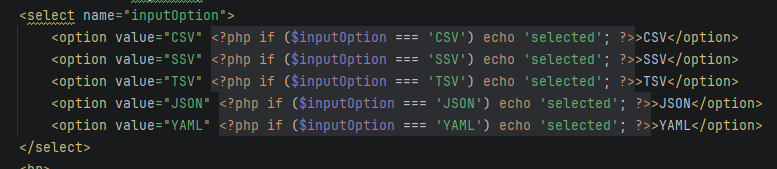 <select name="inputOption">
<option value="CSV" <?php if ($inputOption === 'CSV') echo 'selected'; ?>>CSV</option>
<option value="SSV" <?php if ($inputOption === 'SSV') echo 'selected'; ?>>SSV</option>
<option value="TSV" <?php if ($inputOption === 'TSV') echo 'selected'; ?>>TSV</option>
<option value="JSON" <?php if ($inputOption === 'JSON') echo 'selected'; ?>>JSON</option>
<option value="YAML" <?php if ($inputOption === 'YAML') echo 'selected'; ?>>YAML</option>
</select>